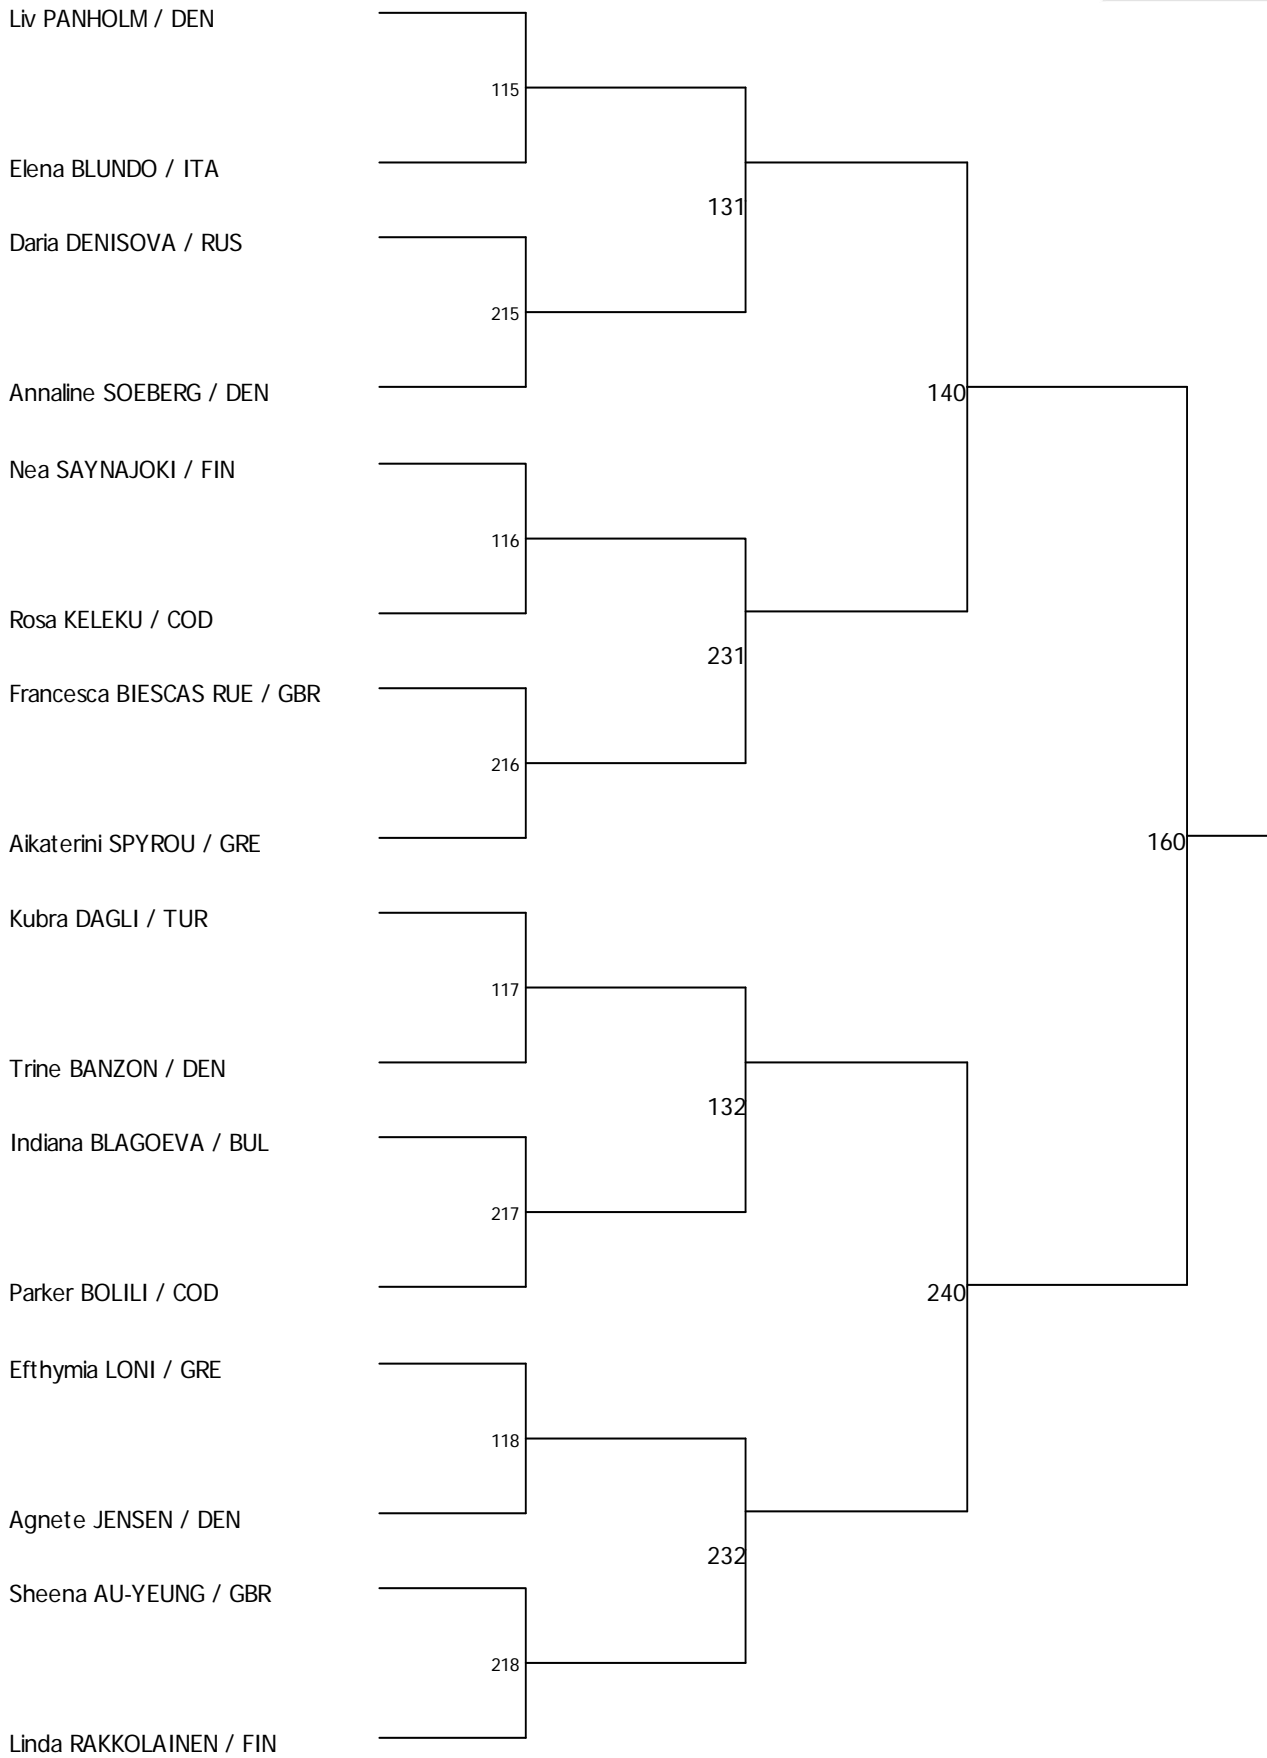 Liv PANHOLM / DEN
115
Elena BLUNDO / ITA
131
Daria DENISOVA / RUS
215
Annaline SOEBERG / DEN
140
Nea SAYNAJOKI / FIN
116
Rosa KELEKU / COD
231
Francesca BIESCAS RUE / GBR
216
Aikaterini SPYROU / GRE
160
Kubra DAGLI / TUR
117
Trine BANZON / DEN
132
Indiana BLAGOEVA / BUL
217
Parker BOLILI / COD
240
Efthymia LONI / GRE
118
Agnete JENSEN / DEN
232
Sheena AU-YEUNG / GBR
218
Linda RAKKOLAINEN / FIN